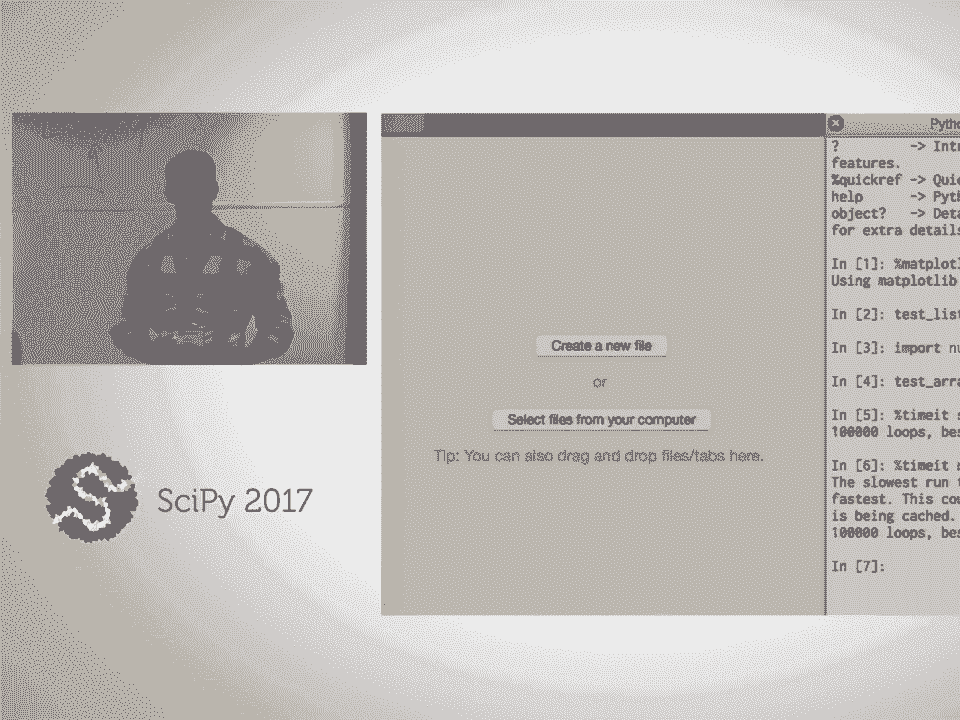 SciPy 2017
Create a new file
or
Select files from your computer
Tip: You can also drag and drop files/tabs here.
Pytho
? -> Intr
features.
%quickref -> Quic
help -> Pyth
object? -> Deta
for extra details
In [1]: %matplotl
Using matplotlib
In [2]: test_list
In [3]: import nu
In [4]: test_arra
In [5]: %timeit s
100000 loops, bes
In [6]: %timeit n
The slowest run t
fastest. This cou
is being cached.
100000 loops, bes
In [7]: